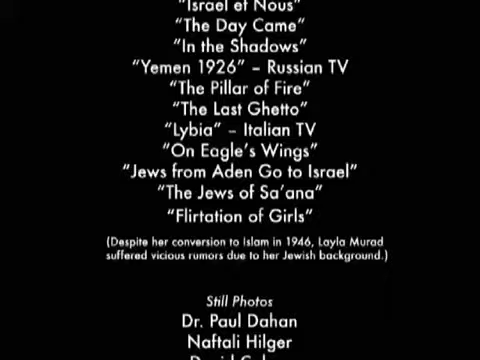 "Israel et Nous"
"The Day Came"
"In the Shadows"
"Yemen 1926" – Russian TV
"The Pillar of Fire"
"The Last Ghetto"
"Lybia" – Italian TV
"On Eagle's Wings"
"Jews from Aden Go to Israel"
"The Jews of Sa'ana"
"Flirtation of Girls"
(Despite her conversion to Islam in 1946, Layla Murad
suffered vicious rumors due to her Jewish background.)
Still Photos
Dr. Paul Dahan
Naftali Hilger
David